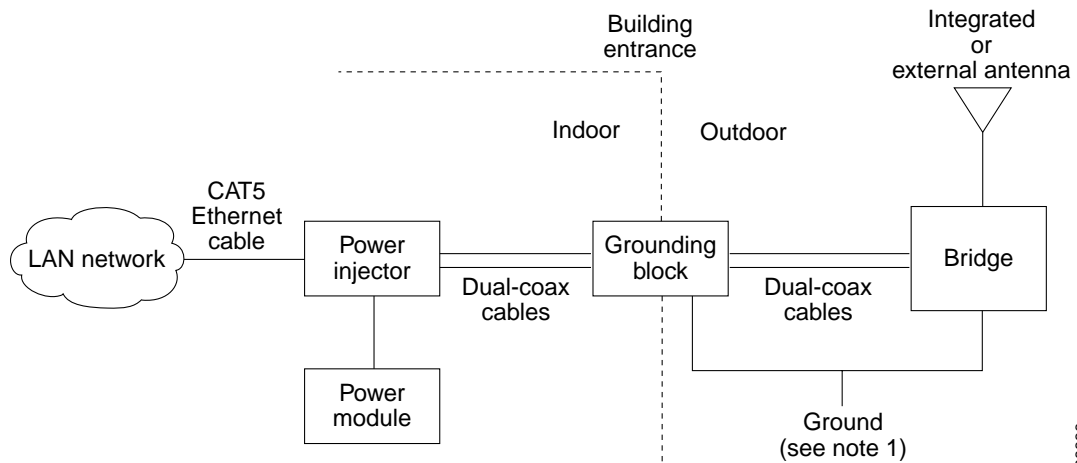 Building
entrance
Integrated
or
external antenna
Indoor
Outdoor
CAT5
Ethernet
cable
LAN network
Power
injector
Dual-coax
cables
Grounding
block
Dual-coax
cables
Bridge
Power
module
Ground
(see note 1)